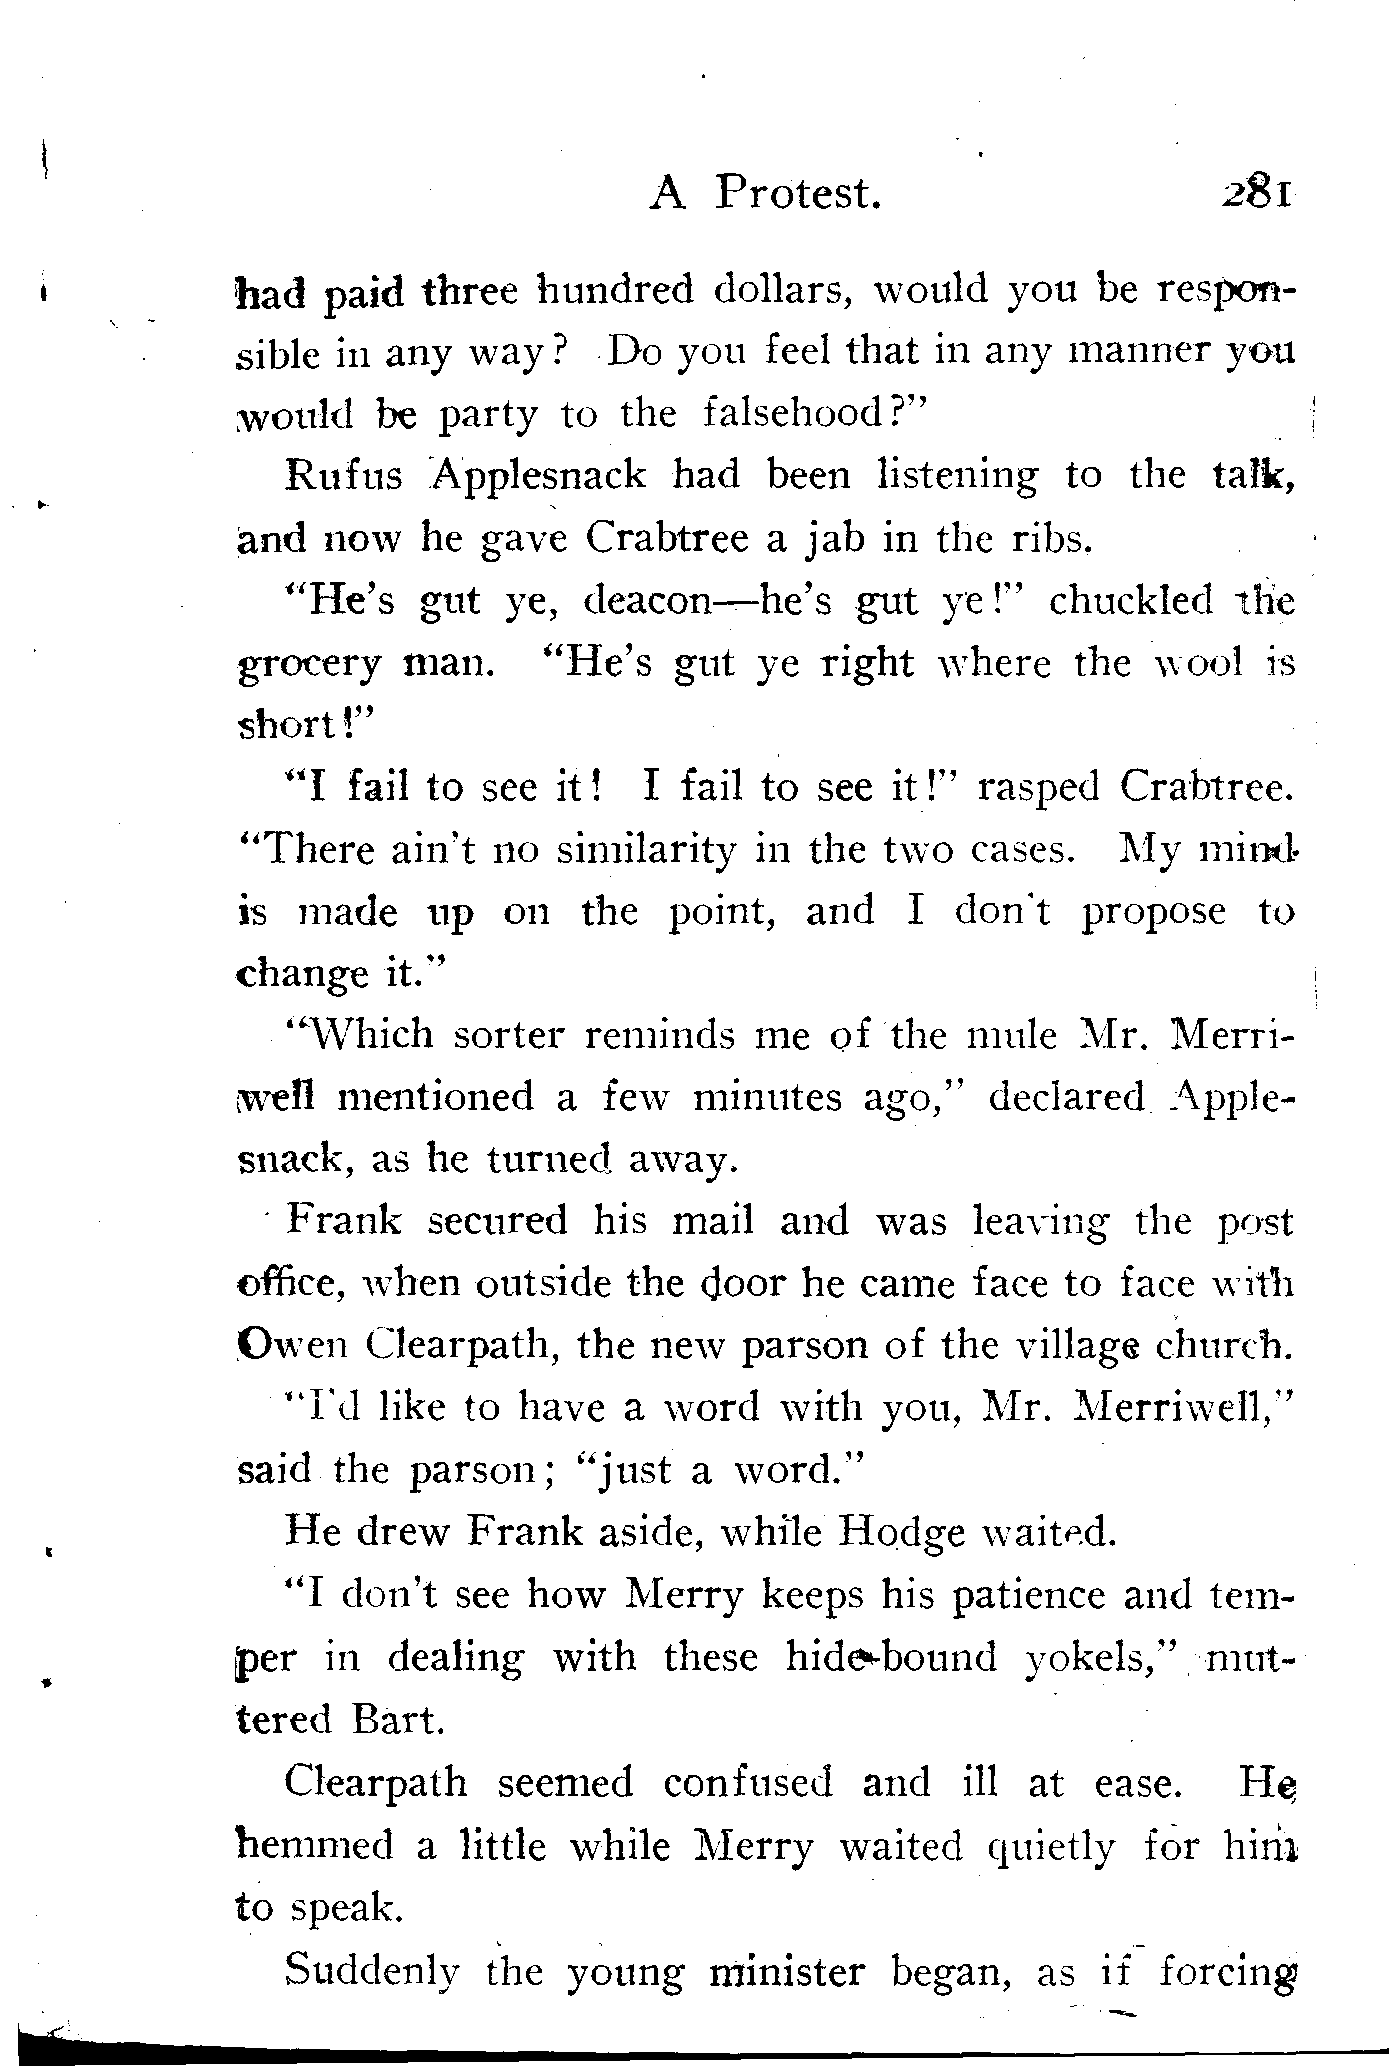 A Protest. 281
had paid three hundred dollars, would you be respon-
sible in any way? Do you feel that in any manner you
would be party to the falsehood?”
Rufus Applesnack had been listening to the talk,
and now he gave Crabtree a jab in the ribs.
“He’s gut ye, deacon—he’s gut ye!” chuckled the
grocery man. “He’s gut ye right where the wool is
short!”
“I fail to see it! I fail to see it!” rasped Crabtree.
“There ain’t no similarity in the two cases. My mind
is made up on the point, and I don’t propose to
change it.”
“Which sorter reminds me of the mule Mr. Merri-
well mentioned a few minutes ago,” declared Apple-
snack, as he turned away.
Frank secured his mail and was leaving the post
office, when outside the door he came face to face with
Owen Clearpath, the new parson of the village church.
“I’d like to have a word with you, Mr. Merriwell,”
said the parson; “just a word.”
He drew Frank aside, while Hodge waited.
“I don’t see how Merry keeps his patience and tem-
per in dealing with these hide-bound yokels,” mut-
tered Bart.
Clearpath seemed confused and ill at ease. He
hemmed a little while Merry waited quietly for him
to speak.
Suddenly the young minister began, as if forcing